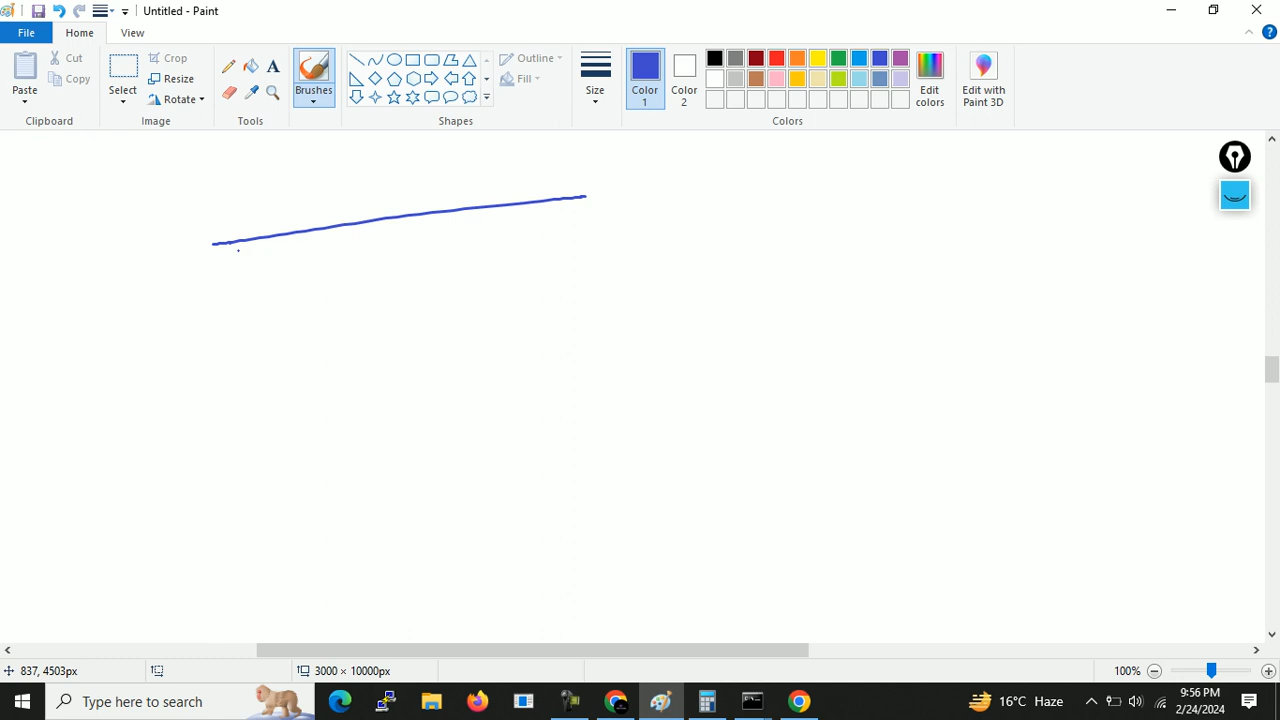 Untitled - Paint
File Home View
Paste
Cut
Copy
Clipboard
Select
Crop
Resize
Rotate
Image
A
Tools
Brushes
Outline
Fill
Shapes
Size
Color 1
Color 2
Edit colors
Colors
Edit with Paint 3D
837, 4503px
3000 × 10000px
100%
Type here to search
16°C Haze
9:56 PM
2/24/2024